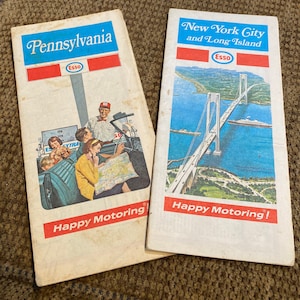 Pennsylvania
Esso
Happy Motoring!
New York City
and Long Island
Esso
Happy Motoring!